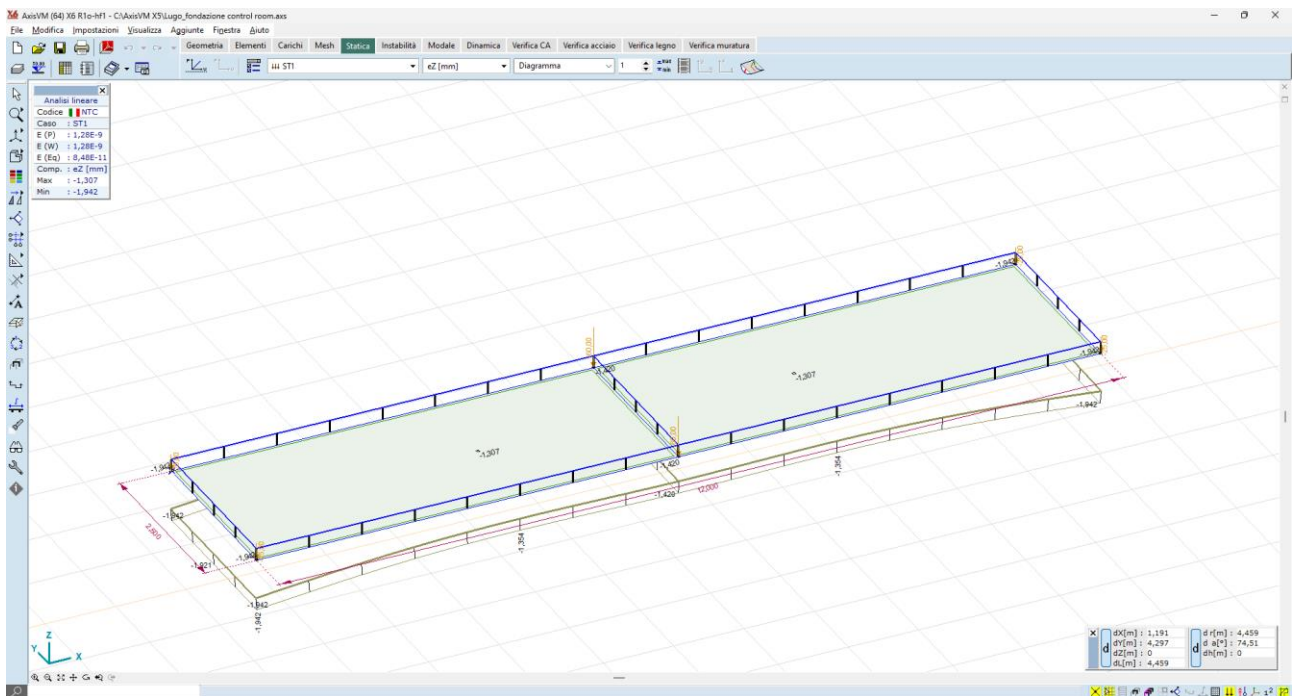 AxisVM (64) X6 R1o-hf1 - C:\AxisVM X5\Lugo_fondazione control room.axs
File Modifica Impostazioni Visualizza Aggiunte Finestra Aiuto
Geometria Elementi Carichi Mesh Statica Instabilità Modale Dinamica Verifica CA Verifica acciaio Verifica legno Verifica muratura
ST1 eZ [mm] Diagramma 1
Analisi lineare
Codice NTC
Caso : ST1
E (P) : 1,28E-9
E (W) : 1,28E-9
E (Eq) : 8,48E-11
Comp. : eZ [mm]
Max : -1,307
Min : -1,942
-1,420
-1,307
-1,942
-1,307
-1,420
-1,420
12,000
-1,354
-1,942
-1,354
-1,942
2,500
-1,921
-1,942
-1,942
Z
Y
X
dX[m] : 1,191
dY[m] : 4,297
dZ[m] : 0
dL[m] : 4,459
d
d r[m] : 4,459
d a[°] : 74,51
dh[m] : 0